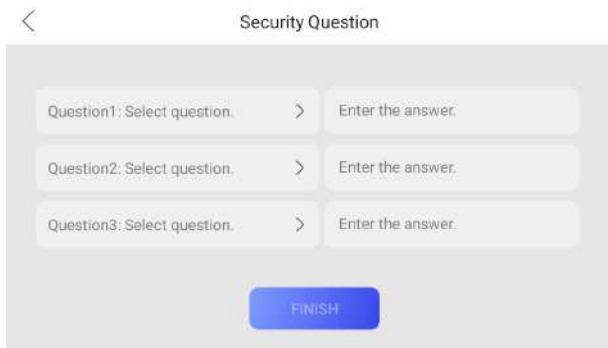 Security Question
Question1: Select question.
Enter the answer.
Question2: Select question.
Enter the answer.
Question3: Select question.
Enter the answer.
FINISH